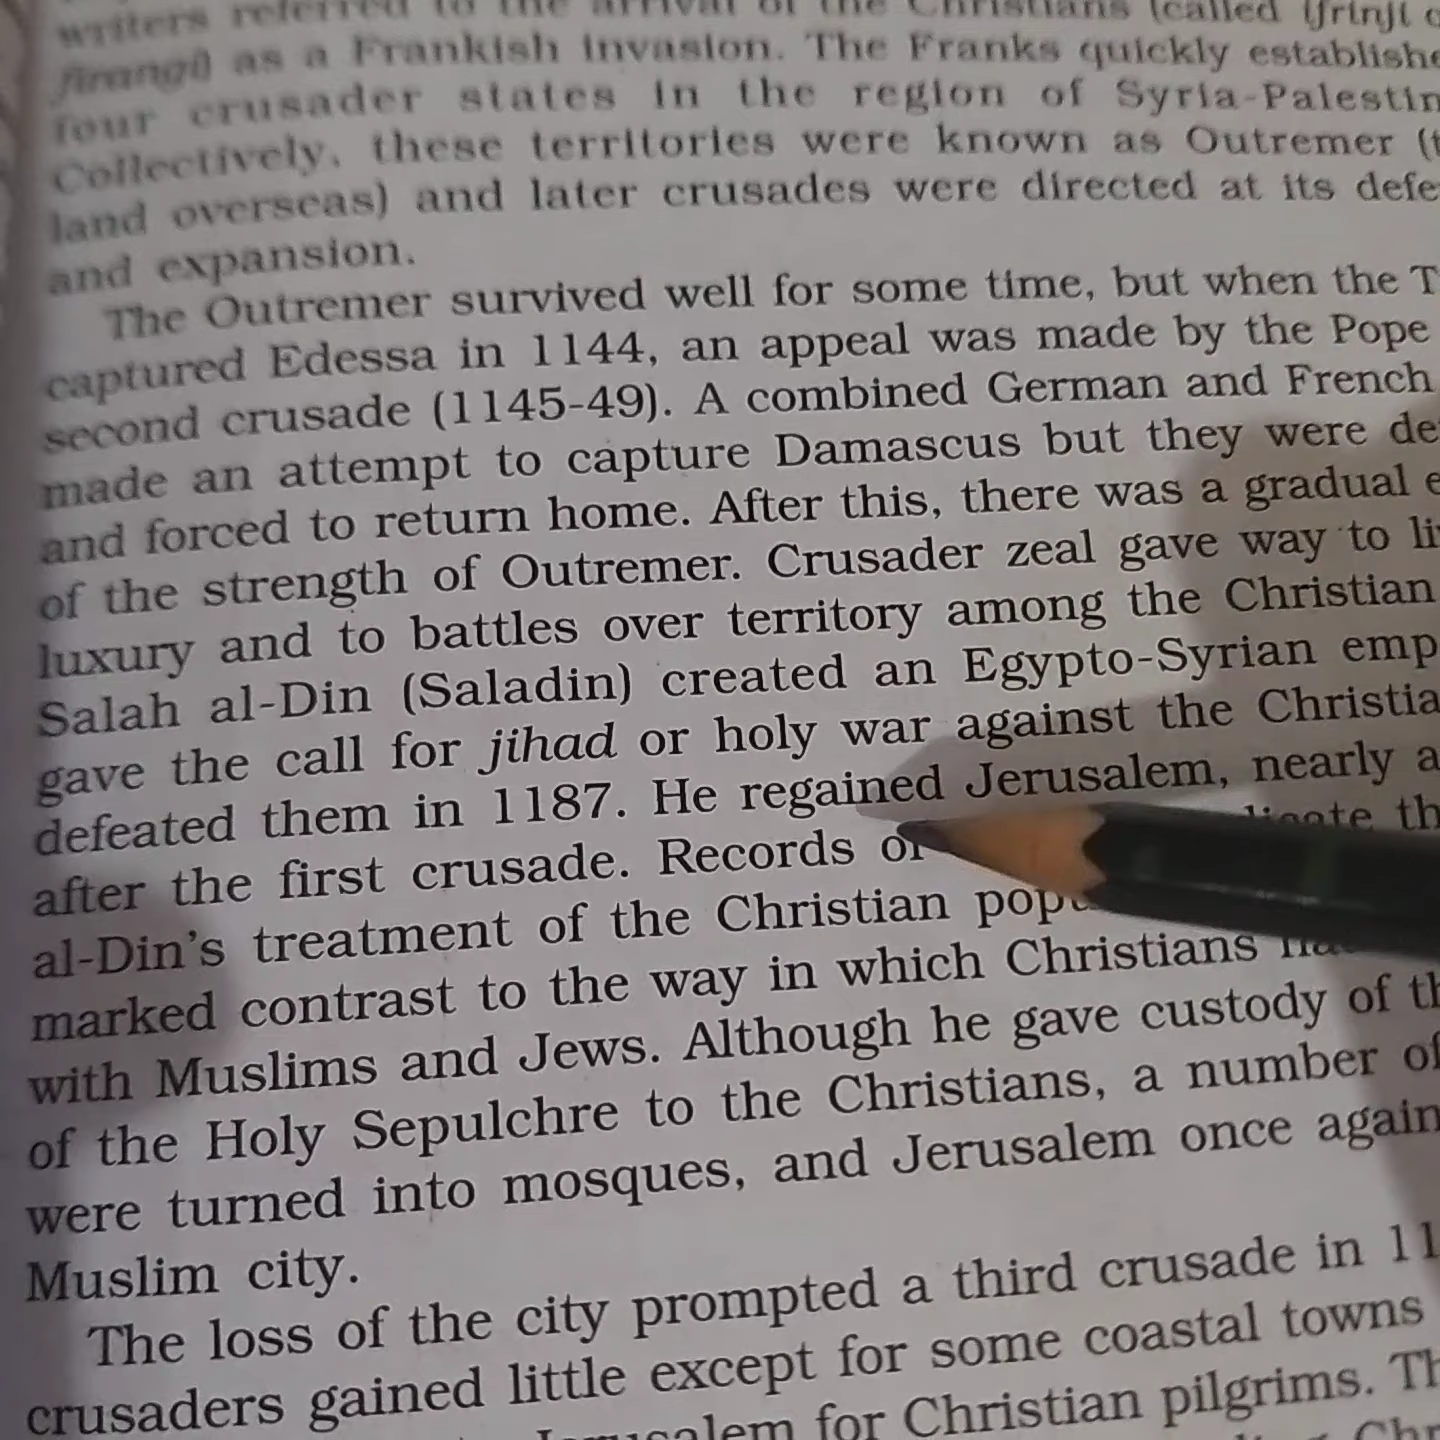 writers referred to the arrival of the Christians (called ifrinji
firangi) as a Frankish invasion. The Franks quickly
four crusader states in the region of
Collectively, these territories were known as Outremer
land overseas) and later crusades were directed at its
and expansion.
The Outremer survived well for some time, but when the
captured Edessa in 1144, an appeal was made by the Pope
second crusade (1145-49). A combined German and French
made an attempt to capture Damascus but they were
and forced to return home. After this, there was a gradual
of the strength of Outremer. Crusader zeal gave way to
luxury and to battles over territory among the Christian
Salah al-Din (Saladin) created an Egypto-Syrian
gave the call for jihad or holy war against the
defeated them in 1187. He regained Jerusalem, nearly a
after the first crusade. Records
al-Din's treatment of the Christian
marked contrast to the way in which Christians
with Muslims and Jews. Although he gave custody of
of the Holy Sepulchre to the Christians, a number of
were turned into mosques, and Jerusalem once again
Muslim city.
The loss of the city prompted a third crusade in 11
crusaders gained little except for some coastal towns
Jerusalem for Christian pilgrims.